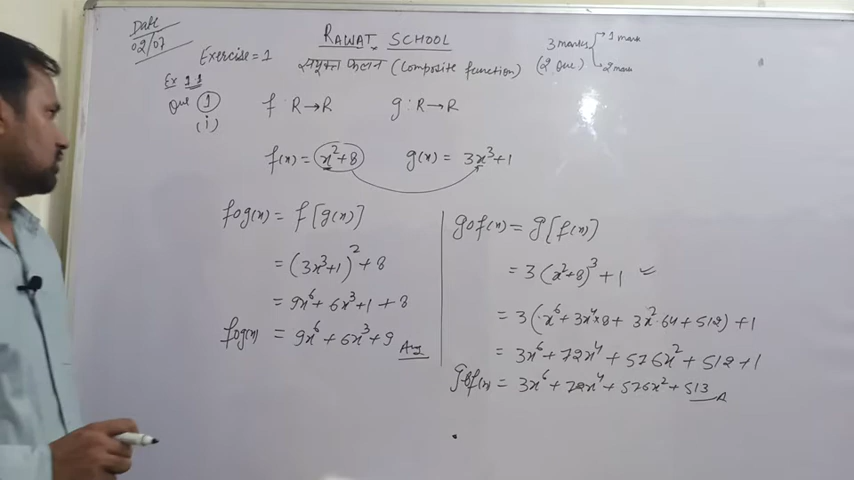 Date
02/07
RAWAT SCHOOL
Exercise = 1
संयुक्त फलन (Composite function)
3 marks
(2 Que)
1 mark
2 mark
Ex 1.1
Que 1
(i)
f : R→R g : R→R
f(x) = x²+8 g(x) = 3x³+1
fog(x) = f[g(x)]
= (3x³+1)² + 8
= 9x⁶ + 6x³ + 1 + 8
fog(x) = 9x⁶ + 6x³ + 9 Ans
gof(x) = g[f(x)]
= 3(x²+8)³ + 1
= 3(x⁶ + 3x⁴×8 + 3x²·64 + 512) + 1
= 3x⁶ + 72x⁴ + 576x² + 512 + 1
gof(x) = 3x⁶ + 72x⁴ + 576x² + 513 A